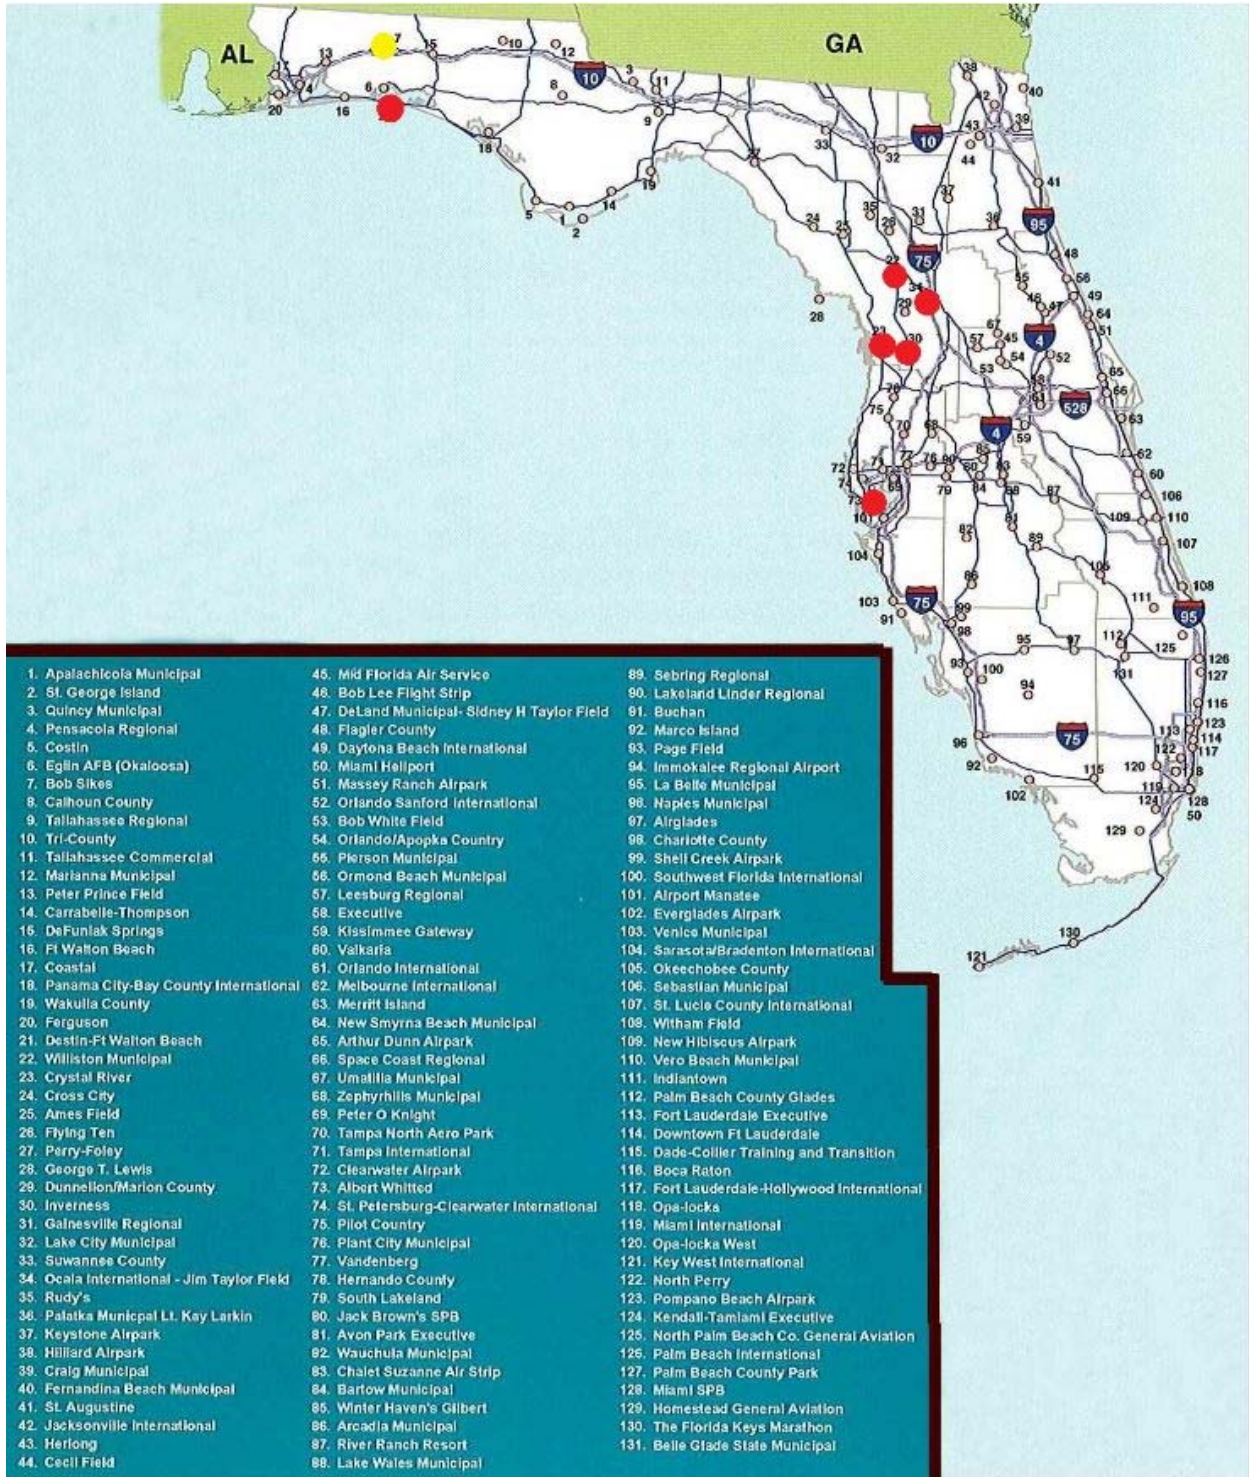 AL
GA
10
10
95
75
4
528
4
75
95
75
1. Apalachicola Municipal
2. St. George Island
3. Quincy Municipal
4. Pensacola Regional
5. Costin
6. Eglin AFB (Okaloosa)
7. Bob Sikes
8. Calhoun County
9. Tallahassee Regional
10. Tri-County
11. Tallahassee Commercial
12. Marianna Municipal
13. Peter Prince Field
14. Carrabelle-Thompson
15. DeFuniak Springs
16. Ft Walton Beach
17. Coastal
18. Panama City-Bay County International
19. Wakulla County
20. Ferguson
21. Destin-Ft Walton Beach
22. Williston Municipal
23. Crystal River
24. Cross City
25. Ames Field
26. Flying Ten
27. Perry-Foley
28. George T. Lewis
29. Dunnellon/Marion County
30. Inverness
31. Gainesville Regional
32. Lake City Municipal
33. Suwannee County
34. Ocala International - Jim Taylor Field
35. Rudy's
36. Palatka Municpal Lt. Kay Larkin
37. Keystone Airpark
38. Hilliard Airpark
39. Craig Municipal
40. Fernandina Beach Municipal
41. St. Augustine
42. Jacksonville International
43. Herlong
44. Cecil Field
45. Mid Florida Air Service
46. Bob Lee Flight Strip
47. DeLand Municipal- Sidney H Taylor Field
48. Flagler County
49. Daytona Beach International
50. Miami Heliport
51. Massey Ranch Airpark
52. Orlando Sanford International
53. Bob White Field
54. Orlando/Apopka Country
55. Pierson Municipal
56. Ormond Beach Municipal
57. Leesburg Regional
58. Executive
59. Kissimmee Gateway
60. Valkaria
61. Orlando International
62. Melbourne International
63. Merritt Island
64. New Smyrna Beach Municipal
65. Arthur Dunn Airpark
66. Space Coast Regional
67. Umatilla Municipal
68. Zephyrhills Municipal
69. Peter O Knight
70. Tampa North Aero Park
71. Tampa International
72. Clearwater Airpark
73. Albert Whitted
74. St. Petersburg-Clearwater International
75. Pilot Country
76. Plant City Municipal
77. Vandenberg
78. Hernando County
79. South Lakeland
80. Jack Brown's SPB
81. Avon Park Executive
82. Wauchula Municipal
83. Chalet Suzanne Air Strip
84. Bartow Municipal
85. Winter Haven's Gilbert
86. Arcadia Municipal
87. River Ranch Resort
88. Lake Wales Municipal
89. Sebring Regional
90. Lakeland Linder Regional
91. Buchan
92. Marco Island
93. Page Field
94. Immokalee Regional Airport
95. La Belle Municipal
96. Naples Municipal
97. Airglades
98. Charlotte County
99. Shell Creek Airpark
100. Southwest Florida International
101. Airport Manatee
102. Everglades Airpark
103. Venice Municipal
104. Sarasota/Bradenton International
105. Okeechobee County
106. Sebastian Municipal
107. St. Lucie County International
108. Witham Field
109. New Hibiscus Airpark
110. Vero Beach Municipal
111. Indiantown
112. Palm Beach County Glades
113. Fort Lauderdale Executive
114. Downtown Ft Lauderdale
115. Dade-Collier Training and Transition
116. Boca Raton
117. Fort Lauderdale-Hollywood International
118. Opa-locka
119. Miami International
120. Opa-locka West
121. Key West International
122. North Perry
123. Pompano Beach Airpark
124. Kendall-Tamiami Executive
125. North Palm Beach Co. General Aviation
126. Palm Beach International
127. Palm Beach County Park
128. Miami SPB
129. Homestead General Aviation
130. The Florida Keys Marathon
131. Belle Glade State Municipal